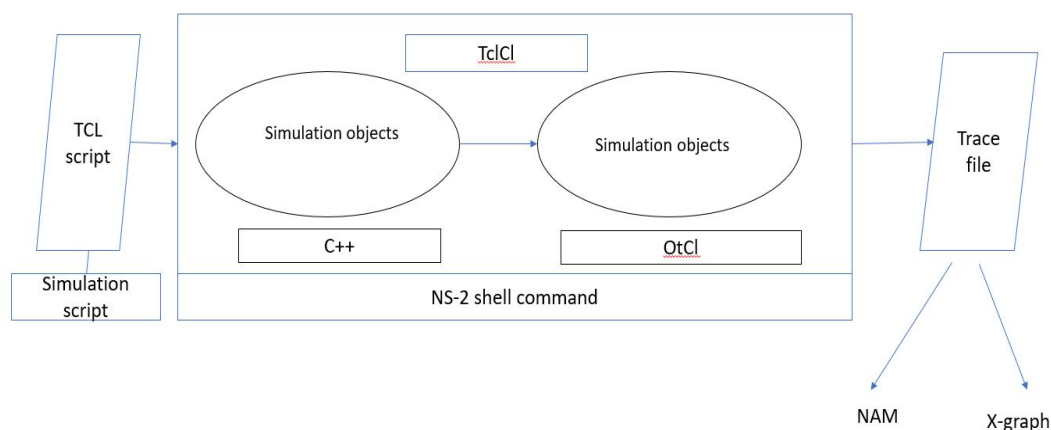 TclCl
TCL
script
Simulation objects
Simulation objects
Trace
file
C++
OtCl
Simulation
script
NS-2 shell command
NAM
X-graph